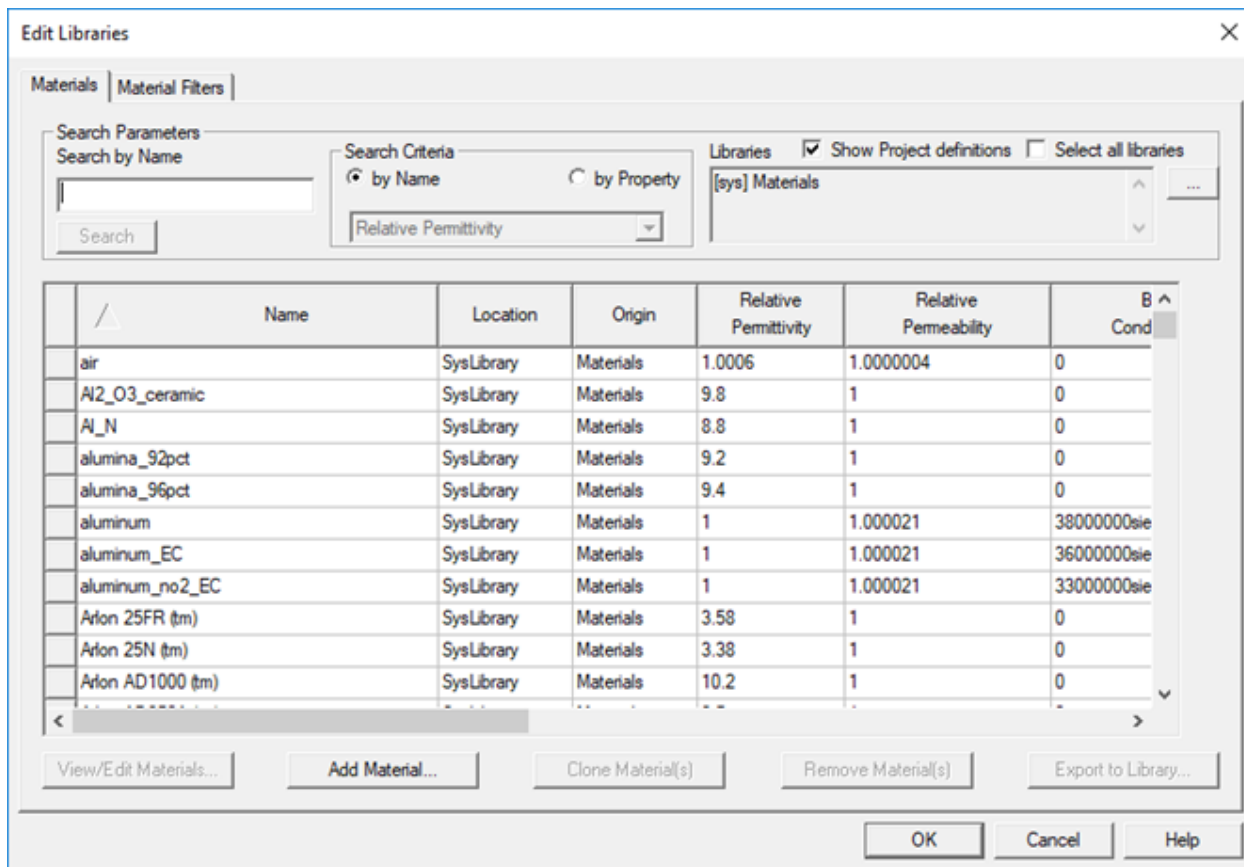 Edit Libraries
Materials Material Filters
Search Parameters
Search by Name
Search
Search Criteria
by Name by Property
Relative Permittivity
Libraries Show Project definitions Select all libraries
[sys] Materials
...
Name Location Origin Relative Permittivity Relative Permeability B Cond
air SysLibrary Materials 1.0006 1.0000004 0
Al2_O3_ceramic SysLibrary Materials 9.8 1 0
Al_N SysLibrary Materials 8.8 1 0
alumina_92pct SysLibrary Materials 9.2 1 0
alumina_96pct SysLibrary Materials 9.4 1 0
aluminum SysLibrary Materials 1 1.000021 38000000sie
aluminum_EC SysLibrary Materials 1 1.000021 36000000sie
aluminum_no2_EC SysLibrary Materials 1 1.000021 33000000sie
Arlon 25FR (tm) SysLibrary Materials 3.58 1 0
Arlon 25N (tm) SysLibrary Materials 3.38 1 0
Arlon AD1000 (tm) SysLibrary Materials 10.2 1 0
View/Edit Materials... Add Material... Clone Material(s) Remove Material(s) Export to Library...
OK Cancel Help